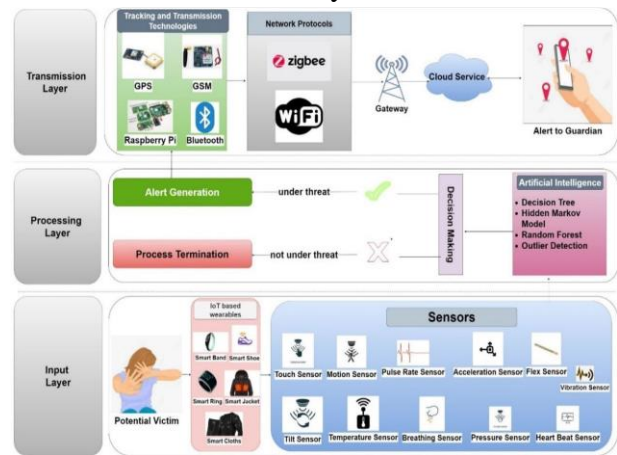 Tracking and Transmission
Technologies
Network Protocols
Transmission
Layer
GPS
GSM
Raspberry Pi
Bluetooth
zigbee
WiFi
Gateway
Cloud Service
Alert to Guardian
Processing
Layer
Alert Generation
under threat
Process Termination
not under threat
Decision Making
Artificial Intelligence
• Decision Tree
• Hidden Markov
Model
• Random Forest
• Outlier Detection
Input
Layer
Potential Victim
IoT based
wearables
Smart Band
Smart Shoe
Smart Ring
Smart Jacket
Smart Cloths
Sensors
Touch Sensor
Motion Sensor
Pulse Rate Sensor
Acceleration Sensor
Flex Sensor
Vibration Sensor
Tilt Sensor
Temperature Sensor
Breathing Sensor
Pressure Sensor
Heart Beat Sensor